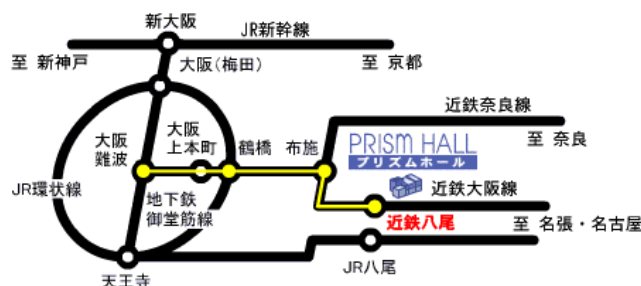 新大阪
JR新幹線
至 新神戸
大阪(梅田)
至 京都
近鉄奈良線
大阪
難波
大阪
上本町
鶴橋
布施
PRISM HALL
プリズムホール
至 奈良
JR環状線
地下鉄
御堂筋線
近鉄大阪線
近鉄八尾
至 名張・名古屋
天王寺
JR八尾